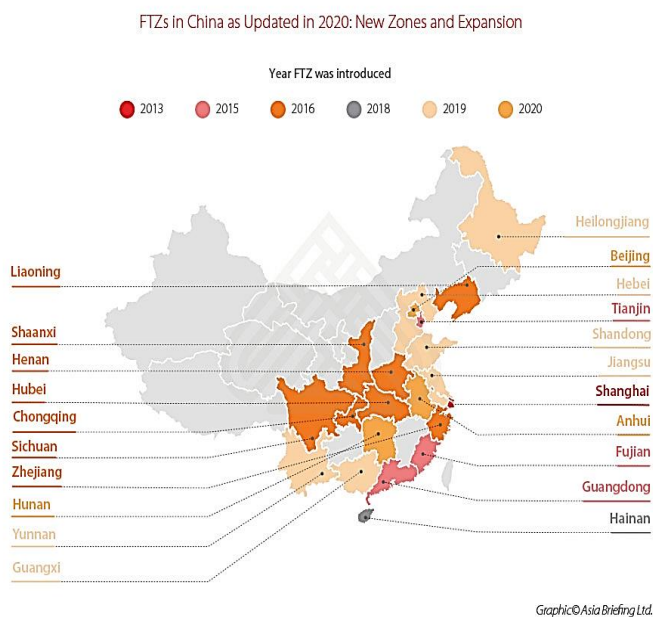 FTZs in China as Updated in 2020: New Zones and Expansion
Year FTZ was introduced
2013 2015 2016 2018 2019 2020
Heilongjiang
Beijing
Liaoning
Hebei
Tianjin
Shaanxi
Shandong
Henan
Jiangsu
Hubei
Shanghai
Chongqing
Anhui
Sichuan
Fujian
Zhejiang
Guangdong
Hunan
Hainan
Yunnan
Guangxi
Graphic©Asia Briefing Ltd.